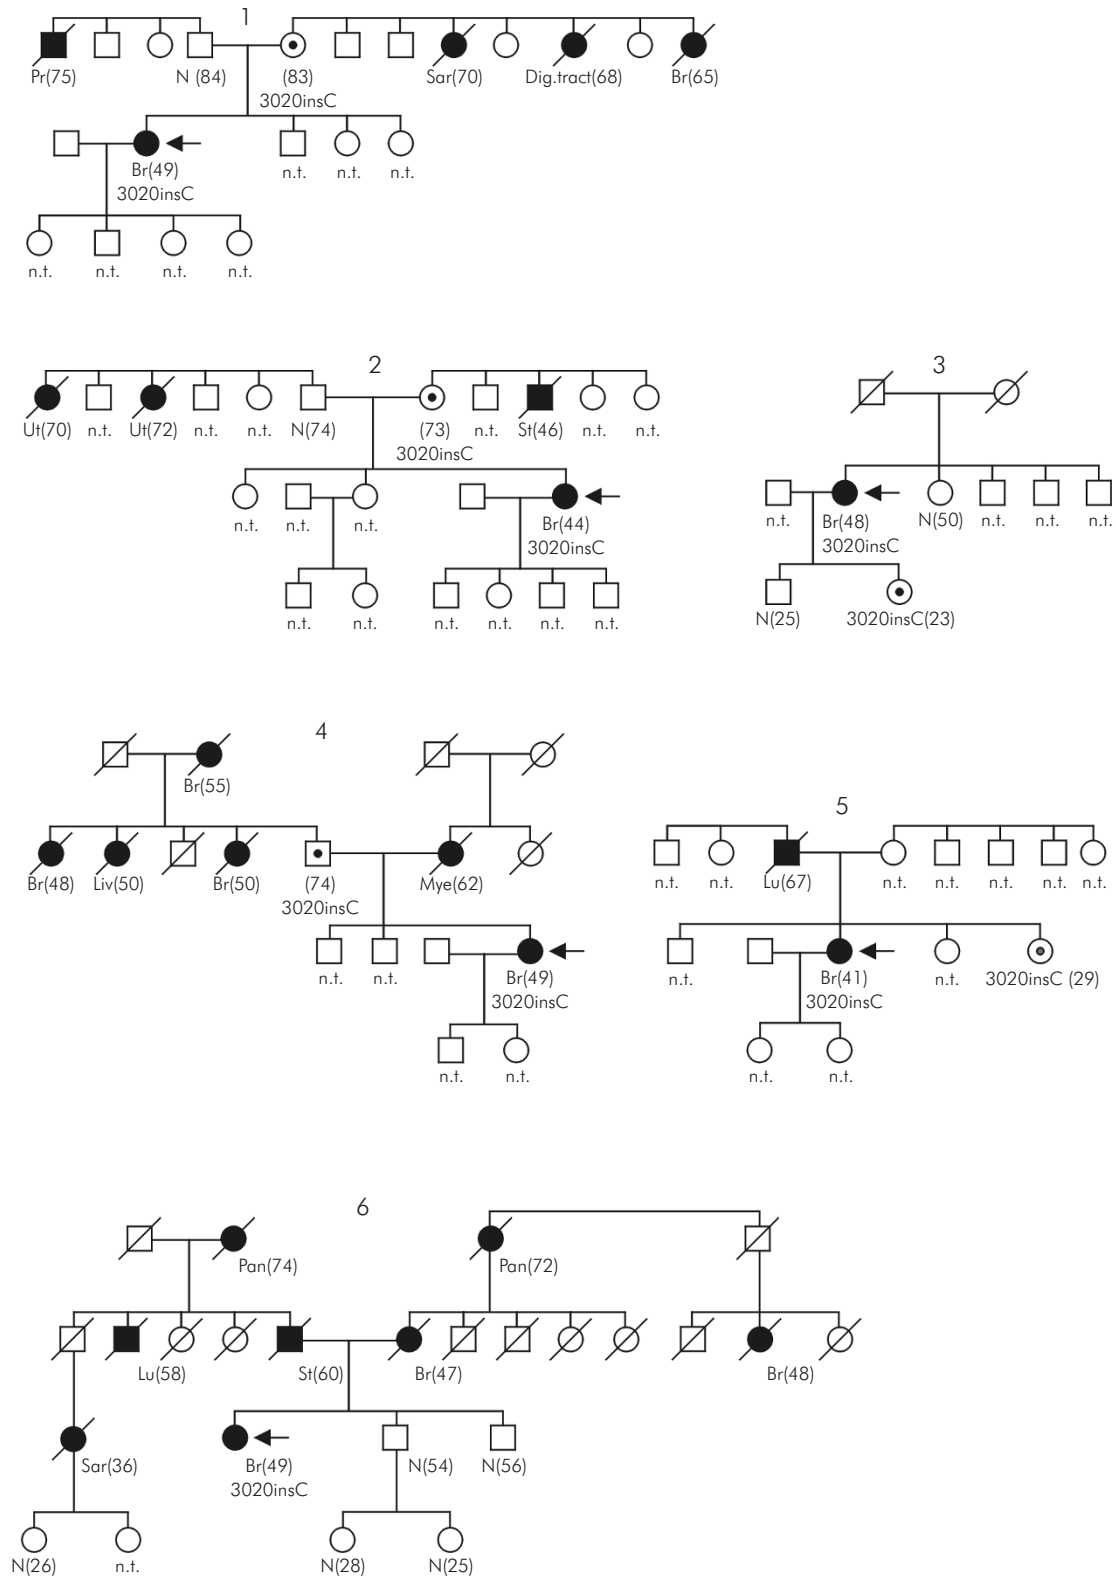 1
Pr(75) N (84) (83) Sar(70) Dig.tract(68) Br(65)
3020insC
Br(49) n.t. n.t. n.t.
3020insC
n.t. n.t. n.t. n.t.
2
Ut(70) n.t. Ut(72) n.t. n.t. N(74) (73) n.t. St(46) n.t. n.t.
3020insC
n.t. n.t. n.t. Br(44)
3020insC
n.t. n.t. n.t. n.t. n.t. n.t.
3
n.t. Br(48) N(50) n.t. n.t. n.t.
3020insC
N(25) 3020insC(23)
4
Br(55)
Br(48) Liv(50) Br(50) (74) Mye(62)
3020insC
n.t. n.t. Br(49)
3020insC
n.t. n.t.
5
n.t. n.t. Lu(67) n.t. n.t. n.t. n.t. n.t.
n.t. Br(41) n.t. 3020insC (29)
3020insC
n.t. n.t.
6
Pan(74) Pan(72)
Lu(58) St(60) Br(47) Br(48)
Sar(36) Br(49) N(54) N(56)
3020insC
N(26) n.t. N(28) N(25)